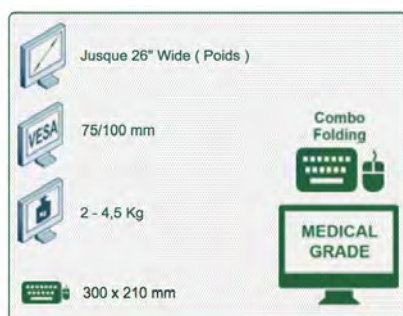 Jusque 26" Wide ( Poids )
VESA
75/100 mm
KG
2 - 4,5 Kg
300 x 210 mm
Combo
Folding
MEDICAL
GRADE